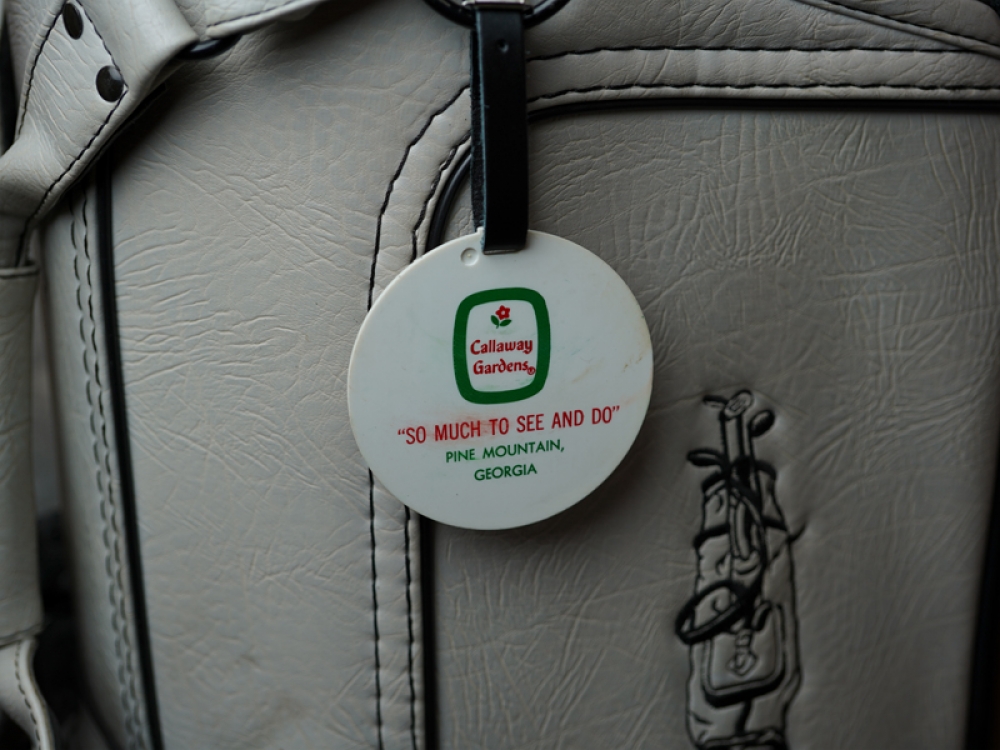 Callaway
Gardens®
“SO MUCH TO SEE AND DO”
PINE MOUNTAIN,
GEORGIA